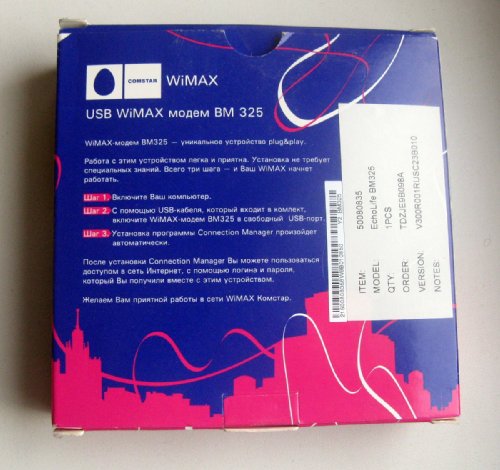 COMSTAR
WiMAX
USB WiMAX модем BM 325
WiMAX-модем BM325 — уникальное устройство plug&play.
Работа с этим устройством легка и приятна. Установка не требует
специальных знаний. Всего три шага — и Ваш WiMAX начнет
работать.
Шаг 1. Включите Ваш компьютер.
Шаг 2. С помощью USB-кабеля, который входит в комлект,
включите WiMAX-модем BM325 в свободный USB-порт.
Шаг 3. Установка программы Connection Manager произойдет
автоматически.
После установки Connection Manager Вы можете пользоваться
доступом в сеть Интернет, с помощью логина и пароля,
который Вы получили вместе с этим устройством.
Желаем Вам приятной работы в сети WiMAX Комстар.
ITEM: 50080835
MODEL: EchoLife BM325
QTY: 1PCS
ORDER: TDZJE9B098A
VERSION: V300R001RUSC23B010
NOTES: